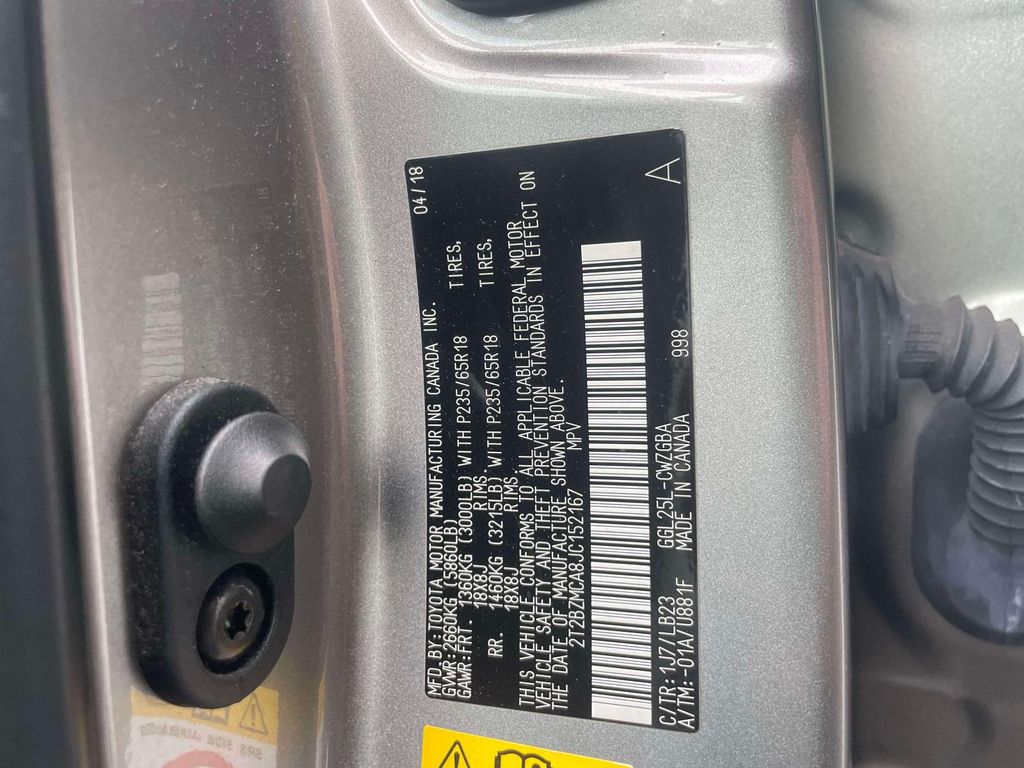 MFD.BY:TOYOTA MOTOR MANUFACTURING CANADA INC. 04/18
GVWR:2660KG (5860LB)
GAWR:FRT. 1360KG (3000LB) WITH P235/65R18 TIRES,
18X8J RIMS.
RR. 1460KG (3215LB) WITH P235/65R18 TIRES,
18X8J RIMS.
THIS VEHICLE CONFORMS TO ALL APPLICABLE FEDERAL MOTOR
VEHICLE SAFETY AND THEFT PREVENTION STANDARDS IN EFFECT ON
THE DATE OF MANUFACTURE SHOWN ABOVE.
2T2BZMCA8JC152167 MPV
C/TR:1J7/LB23 GGL25L-CWZGBA
A/TM:-01A/U881F MADE IN CANADA 998 A
SRS SIDE AIRBAG